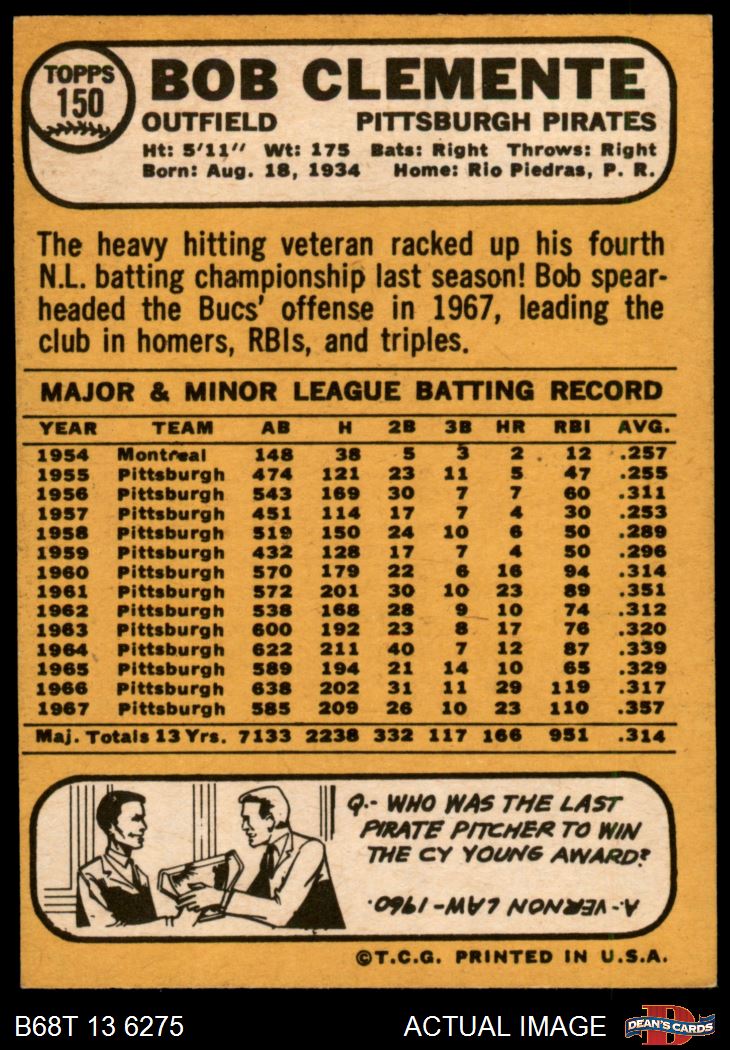 TOPPS
150
BOB CLEMENTE
OUTFIELD PITTSBURGH PIRATES
Ht: 5'11" Wt: 175 Bats: Right Throws: Right
Born: Aug. 18, 1934 Home: Rio Piedras, P. R.
The heavy hitting veteran racked up his fourth
N.L. batting championship last season! Bob spear-
headed the Bucs' offense in 1967, leading the
club in homers, RBIs, and triples.
MAJOR & MINOR LEAGUE BATTING RECORD
YEAR TEAM AB H 2B 3B HR RBI AVG.
1954 Montreal 148 38 5 3 2 12 .257
1955 Pittsburgh 474 121 23 11 5 47 .255
1956 Pittsburgh 543 169 30 7 7 60 .311
1957 Pittsburgh 451 114 17 7 4 30 .253
1958 Pittsburgh 519 150 24 10 6 50 .289
1959 Pittsburgh 432 128 17 7 4 50 .296
1960 Pittsburgh 570 179 22 6 16 94 .314
1961 Pittsburgh 572 201 30 10 23 89 .351
1962 Pittsburgh 538 168 28 9 10 74 .312
1963 Pittsburgh 600 192 23 8 17 76 .320
1964 Pittsburgh 622 211 40 7 12 87 .339
1965 Pittsburgh 589 194 21 14 10 65 .329
1966 Pittsburgh 638 202 31 11 29 119 .317
1967 Pittsburgh 585 209 26 10 23 110 .357
Maj. Totals 13 Yrs. 7133 2238 332 117 166 951 .314
Q.- WHO WAS THE LAST
PIRATE PITCHER TO WIN
THE CY YOUNG AWARD?
A.- VERNON LAW - 1960.
©T.C.G. PRINTED IN U.S.A.
B68T 13 6275 ACTUAL IMAGE
D
DEAN'S CARDS